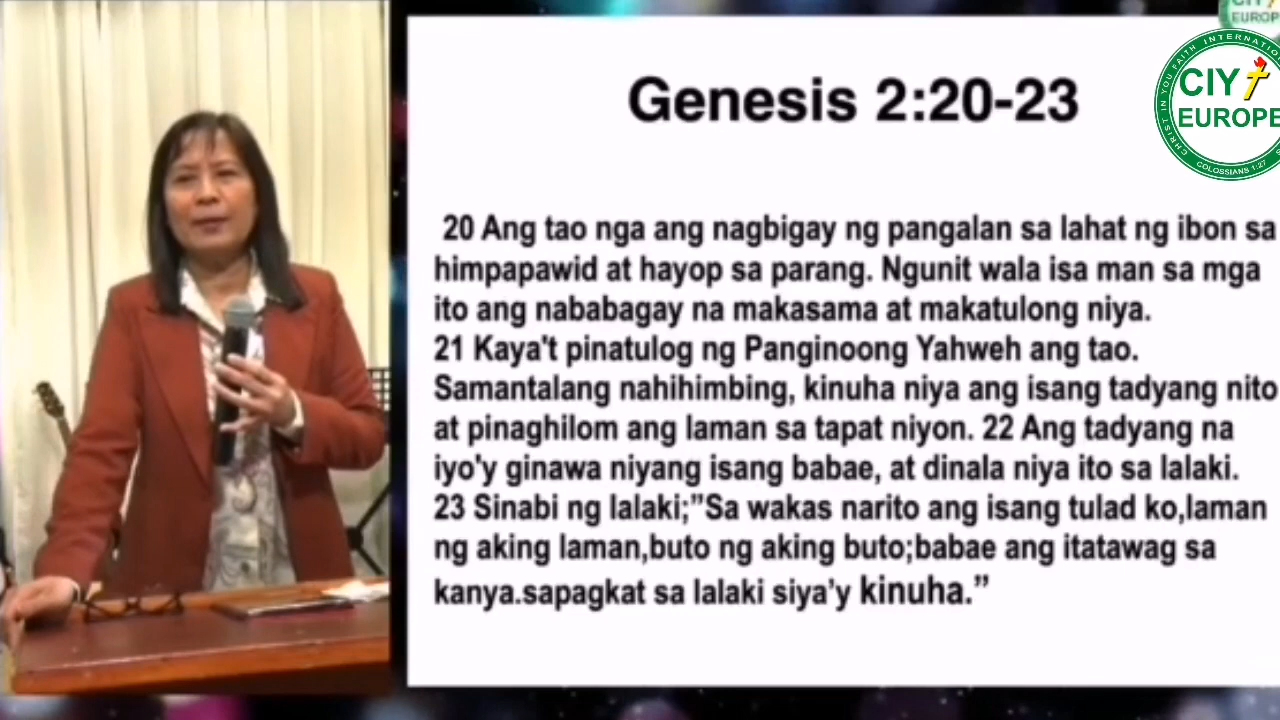 Genesis 2:20-23
CIY
EUROPE
CHRIST IN YOU FAITH
COLOSSIANS 1:27
20 Ang tao nga ang nagbigay ng pangalan sa lahat ng ibon sa
himpapawid at hayop sa parang. Ngunit wala isa man sa mga
ito ang nababagay na makasama at makatulong niya.
21 Kaya't pinatulog ng Panginoong Yahweh ang tao.
Samantalang nahihimbing, kinuha niya ang isang tadyang nito
at pinaghilom ang laman sa tapat niyon. 22 Ang tadyang na
iyo'y ginawa niyang isang babae, at dinala niya ito sa lalaki.
23 Sinabi ng lalaki;”Sa wakas narito ang isang tulad ko,laman
ng aking laman,buto ng aking buto;babae ang itatawag sa
kanya.sapagkat sa lalaki siya’y kinuha.”